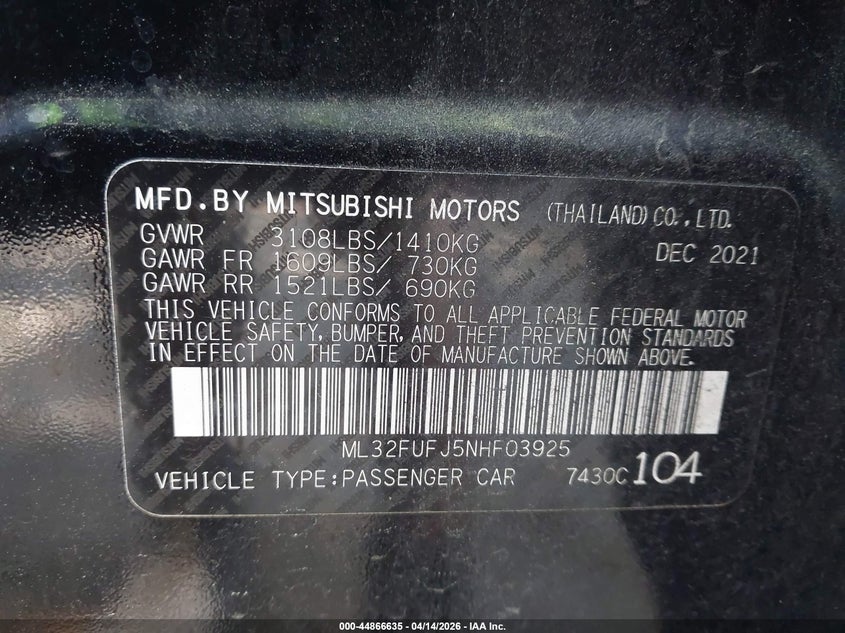 MFD.BY MITSUBISHI MOTORS (THAILAND) CO.,LTD.
GVWR 3108LBS/1410KG DEC 2021
GAWR FR 1609LBS/ 730KG
GAWR RR 1521LBS/ 690KG
THIS VEHICLE CONFORMS TO ALL APPLICABLE FEDERAL MOTOR
VEHICLE SAFETY, BUMPER, AND THEFT PREVENTION STANDARDS
IN EFFECT ON THE DATE OF MANUFACTURE SHOWN ABOVE.
ML32FUFJ5NHF03925
VEHICLE TYPE:PASSENGER CAR 7430C 104
000-44866635 - 04/14/2026 - IAA Inc.